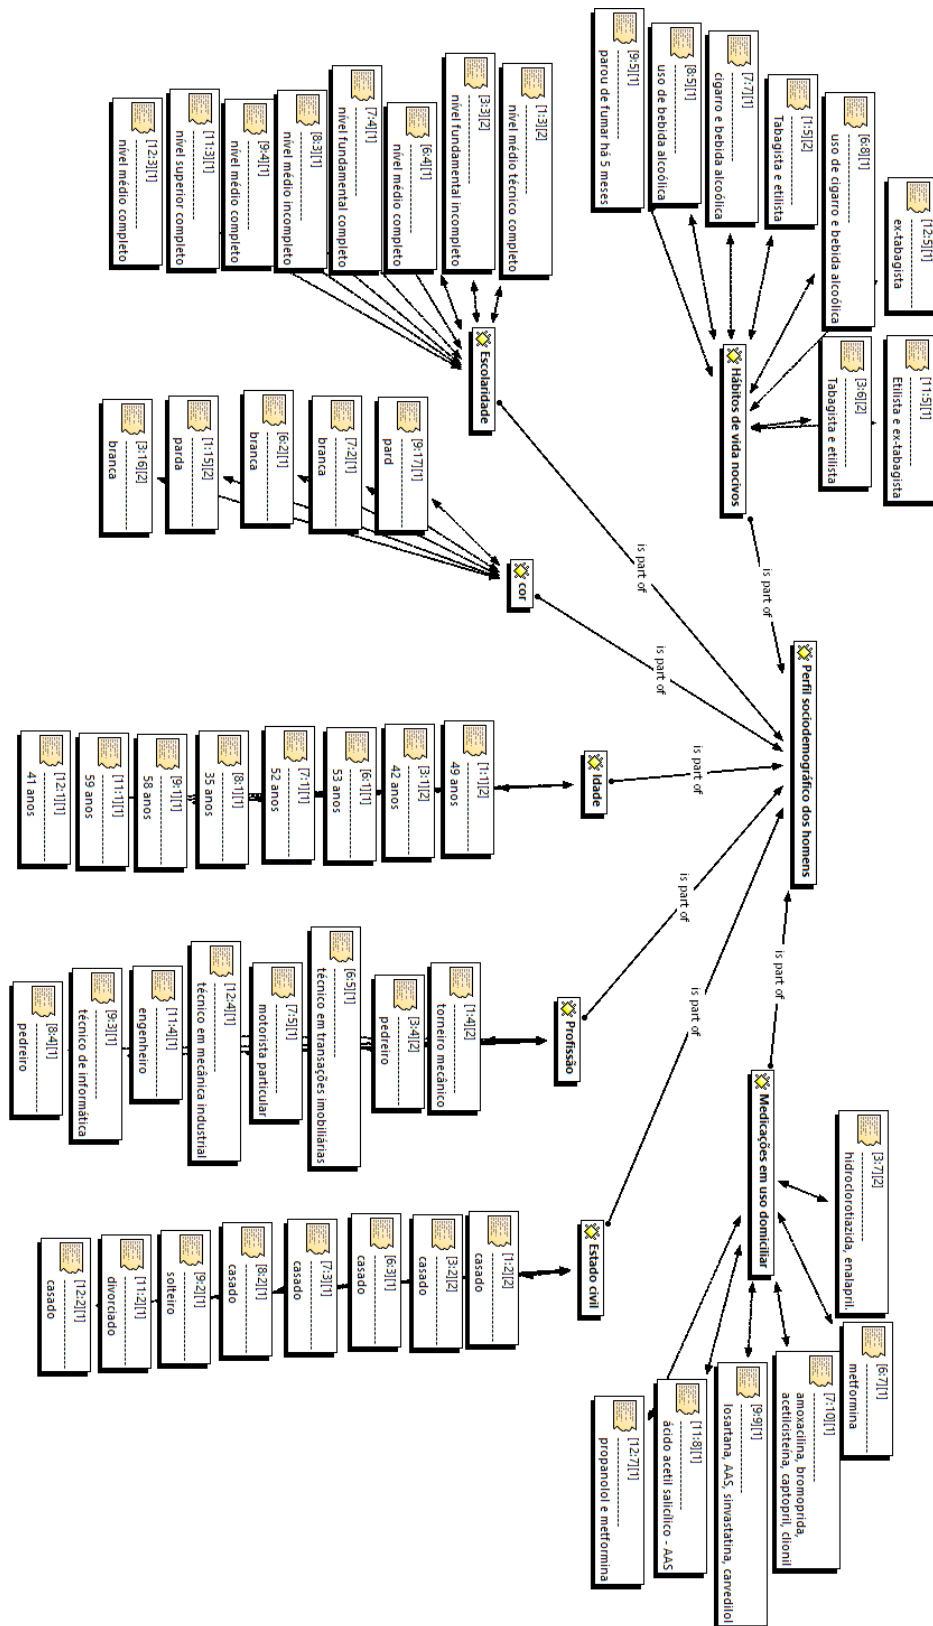 [12:5][1]
ex-tabagista
[11:5][1]
Etilista e ex-tabagista
[6:8][1]
uso de cigarro e bebida alcoólica
[3:6][2]
Tabagista e etilista
[1:5][2]
Tabagista e etilista
[7:7][1]
cigarro e bebida alcoólica
[8:5][1]
uso de bebida alcoólica
[9:5][1]
parou de fumar há 5 meses
Hábitos de vida nocivos
is part of
Perfil sociodemográfico dos homens
is part of
Medicações em uso domiciliar
[3:7][2]
hidroclorotiazida, enalapril.
[6:7][1]
metformina
[7:10][1]
amoxacilina, bromoprida,
acetilcisteína, captopril, clionil
[9:9][1]
losartana, AAS, sinvastatina, carvedilol
[11:8][1]
ácido acetil salicílico - AAS
[12:7][1]
propanolol e metformina
is part of
is part of
is part of
is part of
is part of
Escolaridade
[1:3][2]
nível médio técnico completo
[3:3][2]
nível fundamental incompleto
[6:4][1]
nível médio completo
[7:4][1]
nível fundamental completo
[8:3][1]
nível médio incompleto
[9:4][1]
nível médio completo
[11:3][1]
nível superior completo
[12:3][1]
nível médio completo
cor
[9:17][1]
pard
[7:2][1]
branca
[6:2][1]
branca
[1:15][2]
parda
[3:16][2]
branca
Idade
[1:1][2]
49 anos
[3:1][2]
42 anos
[6:1][1]
53 anos
[7:1][1]
52 anos
[8:1][1]
35 anos
[9:1][1]
58 anos
[11:1][1]
59 anos
[12:1][1]
41 anos
Profissão
[1:4][2]
torneiro mecânico
[3:4][2]
pedreiro
[6:5][1]
técnico em transações imobiliárias
[7:5][1]
motorista particular
[12:4][1]
técnico em mecânica industrial
[11:4][1]
engenheiro
[9:3][1]
técnico de informática
[8:4][1]
pedreiro
Estado civil
[1:2][2]
casado
[3:2][2]
casado
[6:3][1]
casado
[7:3][1]
casado
[8:2][1]
casado
[9:2][1]
solteiro
[11:2][1]
divorciado
[12:2][1]
casado